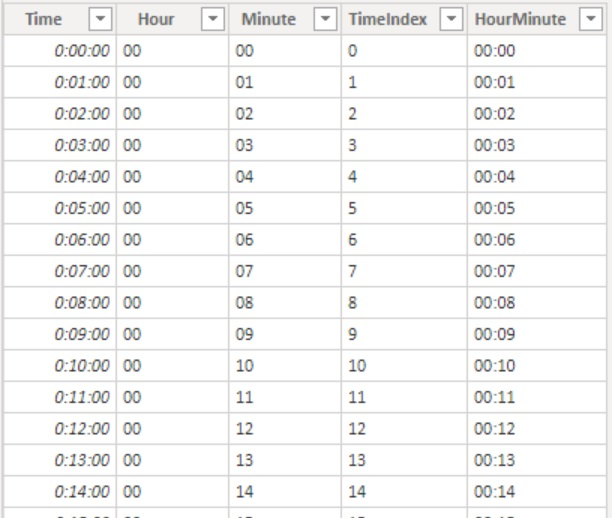 Time Hour Minute TimeIndex HourMinute
0:00:00 00 00 0 00:00
0:01:00 00 01 1 00:01
0:02:00 00 02 2 00:02
0:03:00 00 03 3 00:03
0:04:00 00 04 4 00:04
0:05:00 00 05 5 00:05
0:06:00 00 06 6 00:06
0:07:00 00 07 7 00:07
0:08:00 00 08 8 00:08
0:09:00 00 09 9 00:09
0:10:00 00 10 10 00:10
0:11:00 00 11 11 00:11
0:12:00 00 12 12 00:12
0:13:00 00 13 13 00:13
0:14:00 00 14 14 00:14